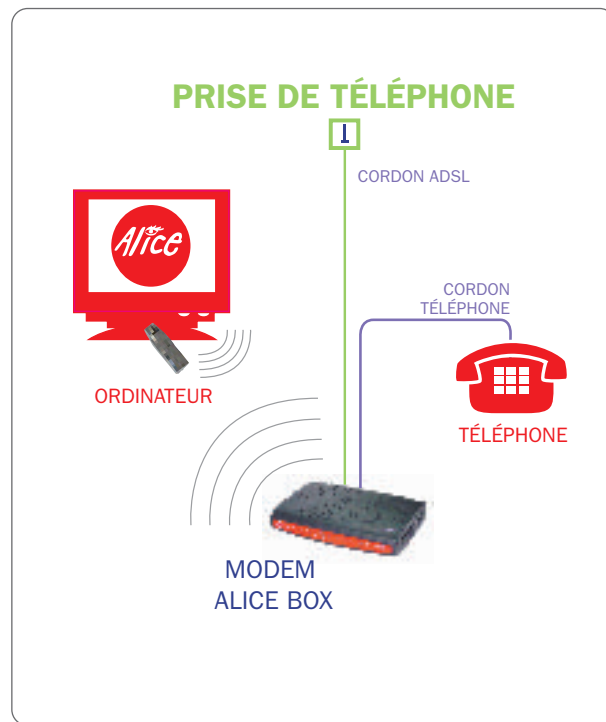 PRISE DE TÉLÉPHONE
CORDON ADSL
Alice
CORDON
TÉLÉPHONE
ORDINATEUR
TÉLÉPHONE
MODEM
ALICE BOX